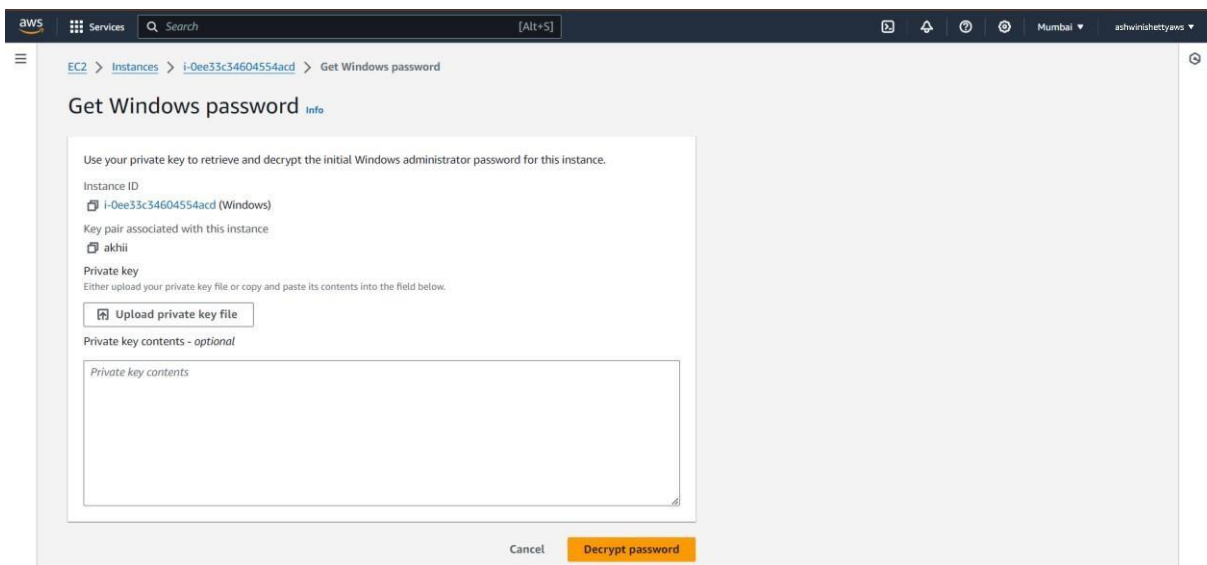 aws Services Search [Alt+S] Mumbai ashwinishettyaws
EC2 > Instances > i-0ee33c34604554acd > Get Windows password
Get Windows password Info
Use your private key to retrieve and decrypt the initial Windows administrator password for this instance.
Instance ID
i-0ee33c34604554acd (Windows)
Key pair associated with this instance
akhii
Private key
Either upload your private key file or copy and paste its contents into the field below.
Upload private key file
Private key contents - optional
Private key contents
Cancel Decrypt password